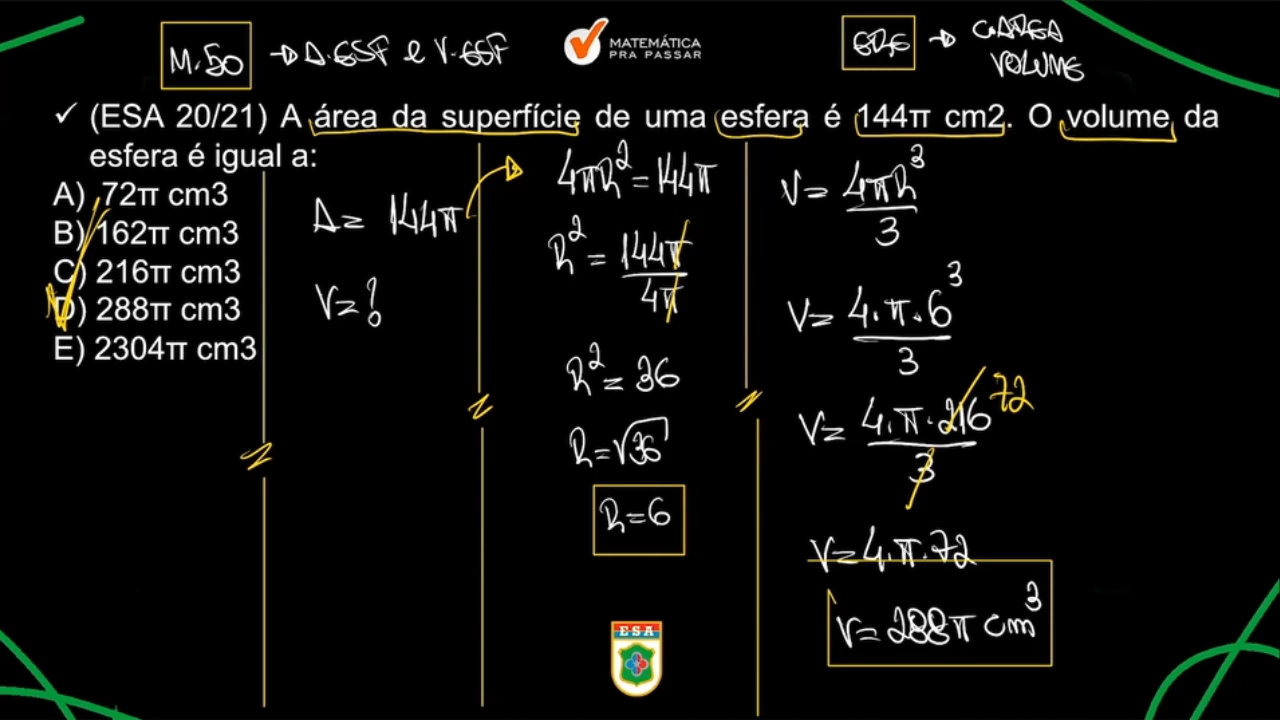 M.50 → A.ESF e V.ESF
MATEMÁTICA
PRA PASSAR
→ CARGA
VOLUME
✓ (ESA 20/21) A área da superfície de uma esfera é 144π cm2. O volume da
esfera é igual a:
A) 72π cm3
B) 162π cm3
C) 216π cm3
D) 288π cm3
E) 2304π cm3
A = 144π
V = ?
4πR² = 144π
R² = 144π/4π
R² = 36
R = √36
R = 6
V = 4πR³/3
V = 4.π.6³/3
V = 4.π.216/3
72
V = 4.π.72
V = 288π cm³
ESA